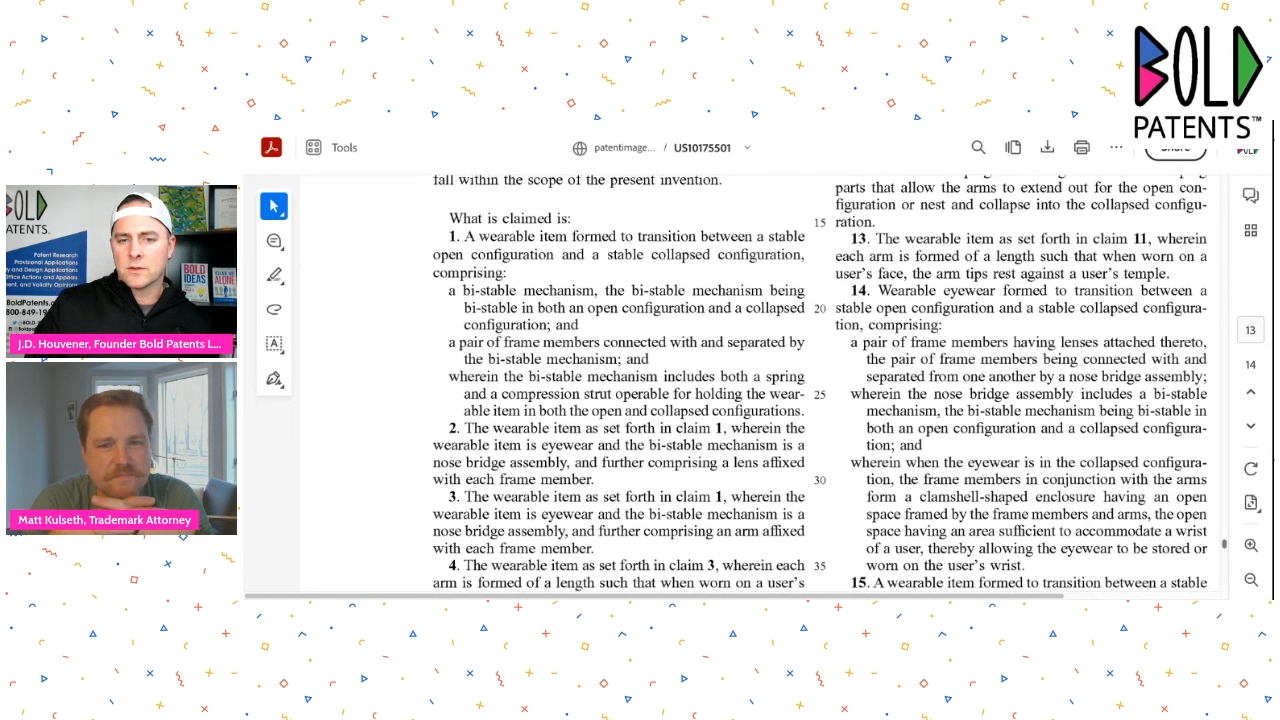 BOLD
PATENTS™
Tools
patentimage... / US10175501
fall within the scope of the present invention.
What is claimed is:
1. A wearable item formed to transition between a stable
open configuration and a stable collapsed configuration,
comprising:
a bi-stable mechanism, the bi-stable mechanism being
bi-stable in both an open configuration and a collapsed
configuration; and
a pair of frame members connected with and separated by
the bi-stable mechanism; and
wherein the bi-stable mechanism includes both a spring
and a compression strut operable for holding the wear-
able item in both the open and collapsed configurations.
2. The wearable item as set forth in claim 1, wherein the
wearable item is eyewear and the bi-stable mechanism is a
nose bridge assembly, and further comprising a lens affixed
with each frame member.
3. The wearable item as set forth in claim 1, wherein the
wearable item is eyewear and the bi-stable mechanism is a
nose bridge assembly, and further comprising an arm affixed
with each frame member.
4. The wearable item as set forth in claim 3, wherein each
arm is formed of a length such that when worn on a user's
15
20
25
30
35
parts that allow the arms to extend out for the open con-
figuration or nest and collapse into the collapsed configu-
ration.
13. The wearable item as set forth in claim 11, wherein
each arm is formed of a length such that when worn on a
user's face, the arm tips rest against a user's temple.
14. Wearable eyewear formed to transition between a
stable open configuration and a stable collapsed configura-
tion, comprising:
a pair of frame members having lenses attached thereto,
the pair of frame members being connected with and
separated from one another by a nose bridge assembly;
wherein the nose bridge assembly includes a bi-stable
mechanism, the bi-stable mechanism being bi-stable in
both an open configuration and a collapsed configura-
tion; and
wherein when the eyewear is in the collapsed configura-
tion, the frame members in conjunction with the arms
form a clamshell-shaped enclosure having an open
space framed by the frame members and arms, the open
space having an area sufficient to accommodate a wrist
of a user, thereby allowing the eyewear to be stored or
worn on the user's wrist.
15. A wearable item formed to transition between a stable
13
14
OLD
ATENTS.
Patent Research
BOLD
IDEAS
BoldPatents.c
800-849-19
J.D. Houvener, Founder Bold Patents L...
Matt Kulseth, Trademark Attorney